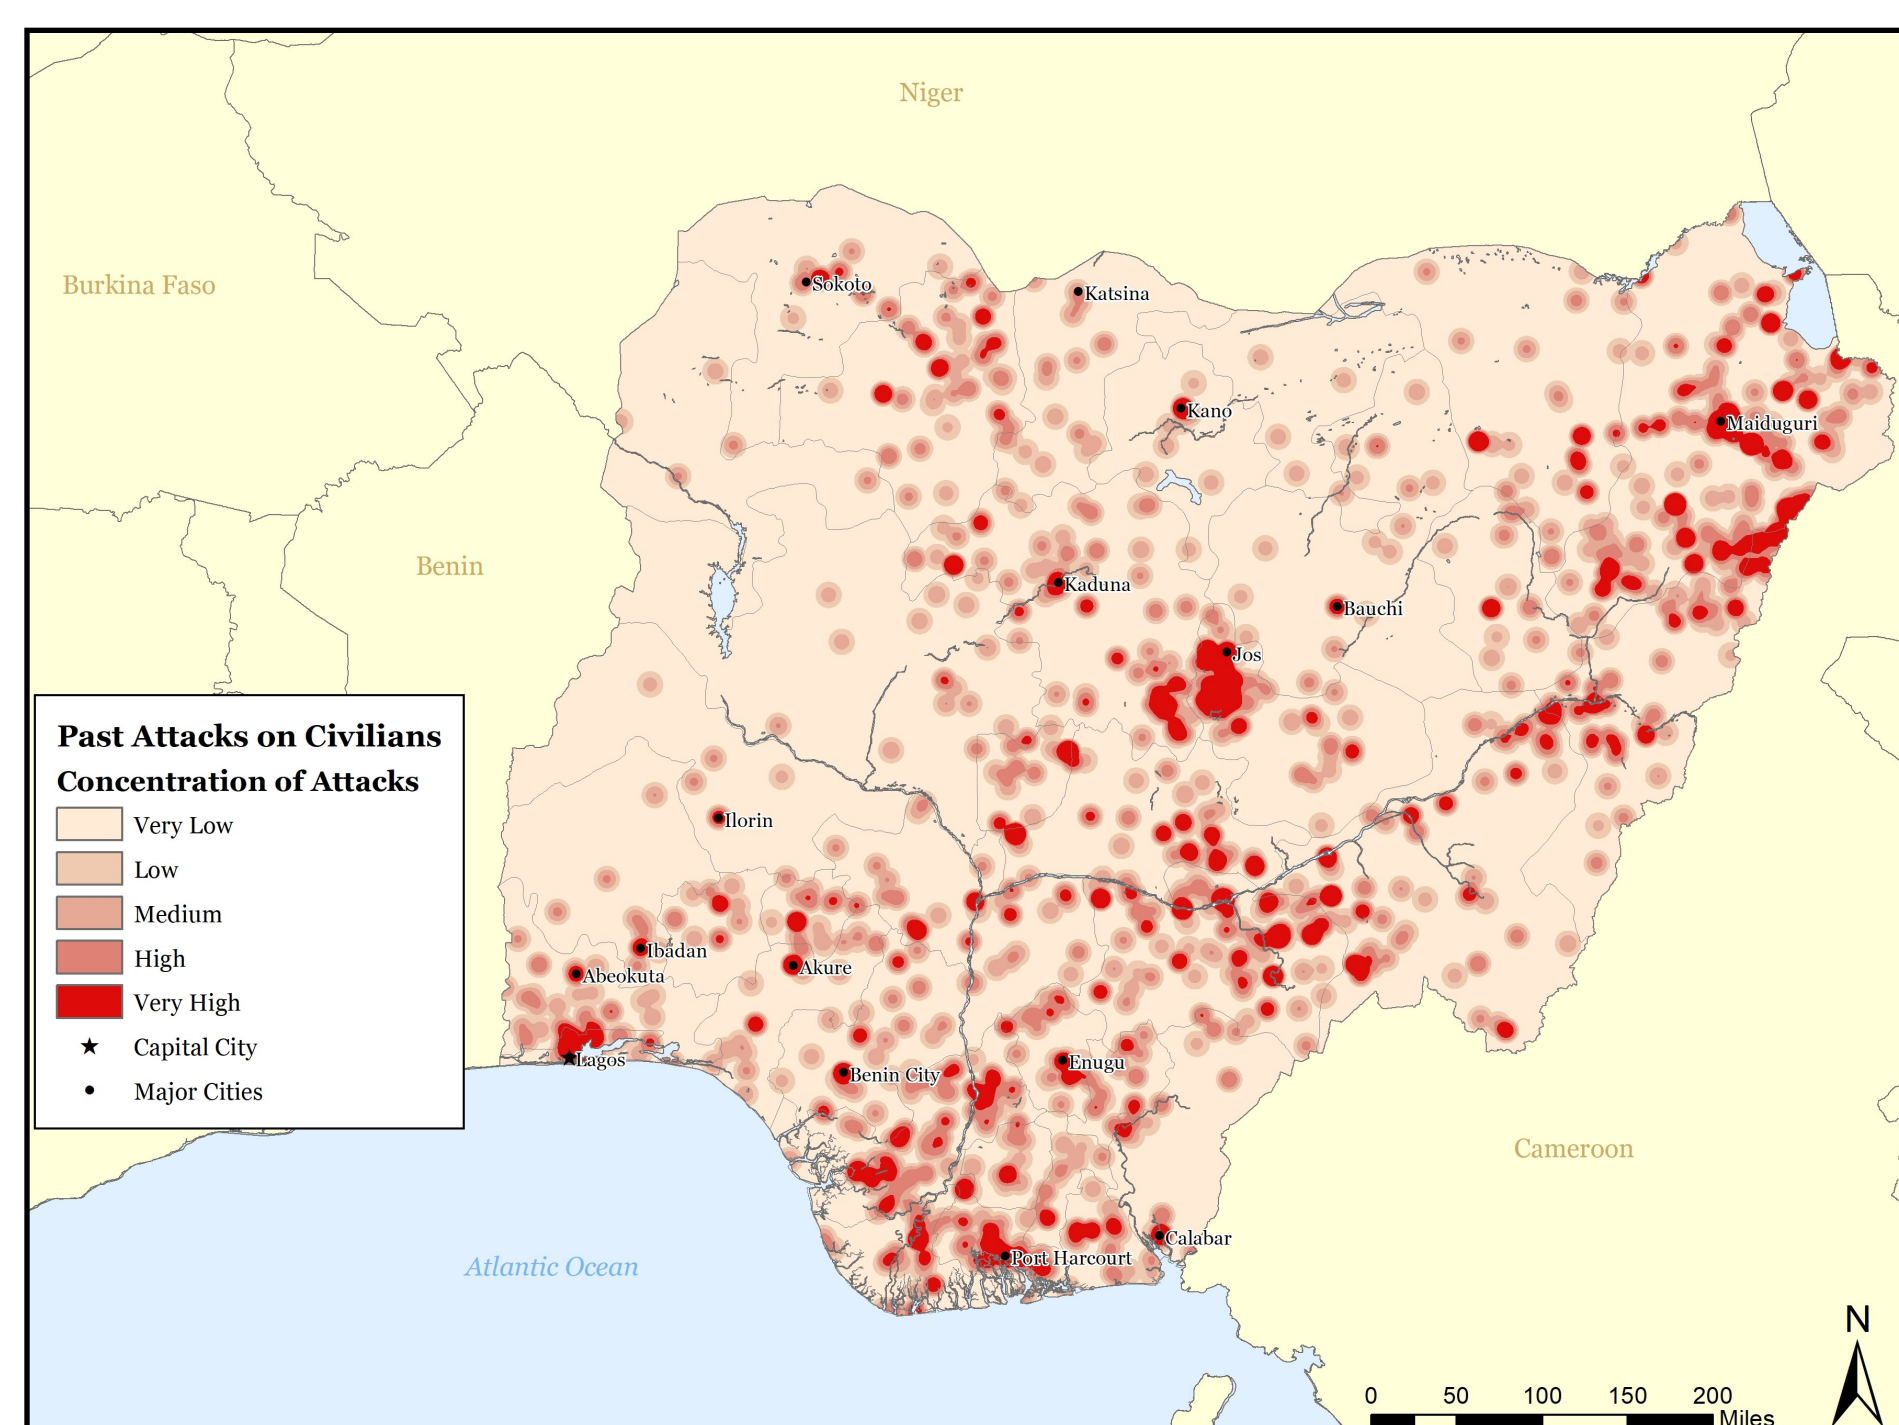 Niger
Burkina Faso
Sokoto
Katsina
Kano
Maiduguri
Benin
Kaduna
Bauchi
Jos
Past Attacks on Civilians
Concentration of Attacks
Very Low
Low
Medium
High
Very High
Capital City
Major Cities
Ilorin
Ibadan
Abeokuta
Akure
Lagos
Benin City
Enugu
Cameroon
Calabar
Port Harcourt
Atlantic Ocean
N
0 50 100 150 200
Miles